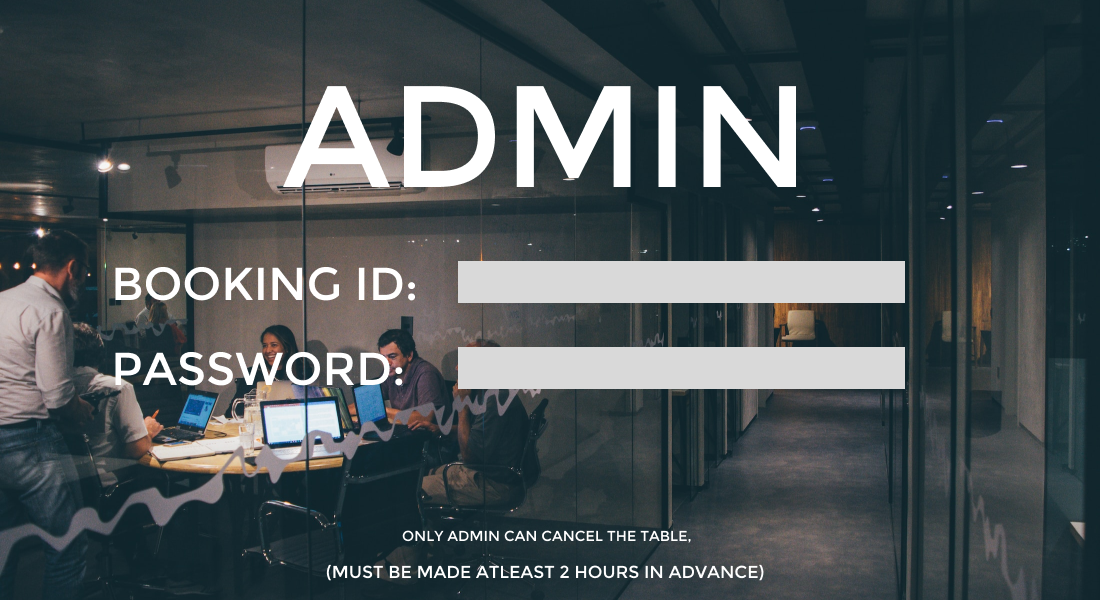 ADMIN
BOOKING ID:
PASSWORD:
ONLY ADMIN CAN CANCEL THE TABLE,
(MUST BE MADE ATLEAST 2 HOURS IN ADVANCE)